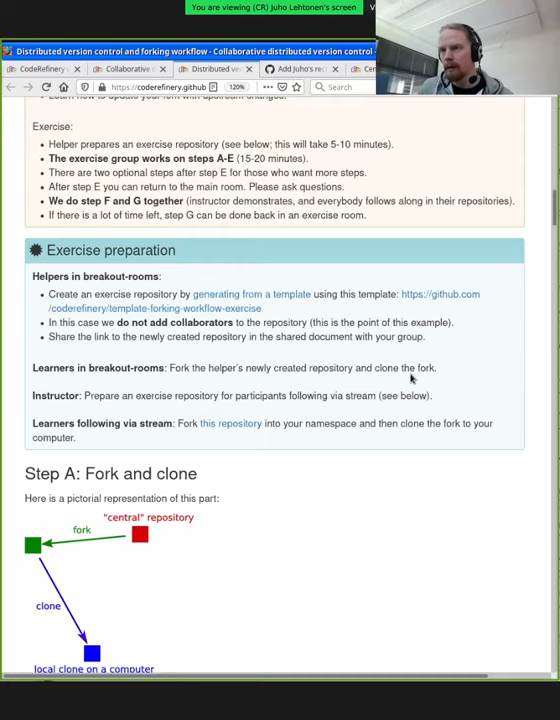 You are viewing (CR) Juho Lehtonen's screen
Distributed version control and forking workflow - Collaborative distributed version control -
CodeRefinery
Collaborative
Distributed ve
Add Juho's re
https://coderefinery.github
120%
Search
Exercise:
Helper prepares an exercise repository (see below; this will take 5-10 minutes).
The exercise group works on steps A-E (15-20 minutes).
There are two optional steps after step E for those who want more steps.
After step E you can return to the main room. Please ask questions.
We do step F and G together (instructor demonstrates, and everybody follows along in their repositories).
If there is a lot of time left, step G can be done back in an exercise room.
Exercise preparation
Helpers in breakout-rooms:
Create an exercise repository by generating from a template using this template: https://github.com
/coderefinery/template-forking-workflow-exercise
In this case we do not add collaborators to the repository (this is the point of this example).
Share the link to the newly created repository in the shared document with your group.
Learners in breakout-rooms: Fork the helper's newly created repository and clone the fork.
Instructor: Prepare an exercise repository for participants following via stream (see below).
Learners following via stream: Fork this repository into your namespace and then clone the fork to your
computer.
Step A: Fork and clone
Here is a pictorial representation of this part:
"central" repository
fork
clone
local clone on a computer